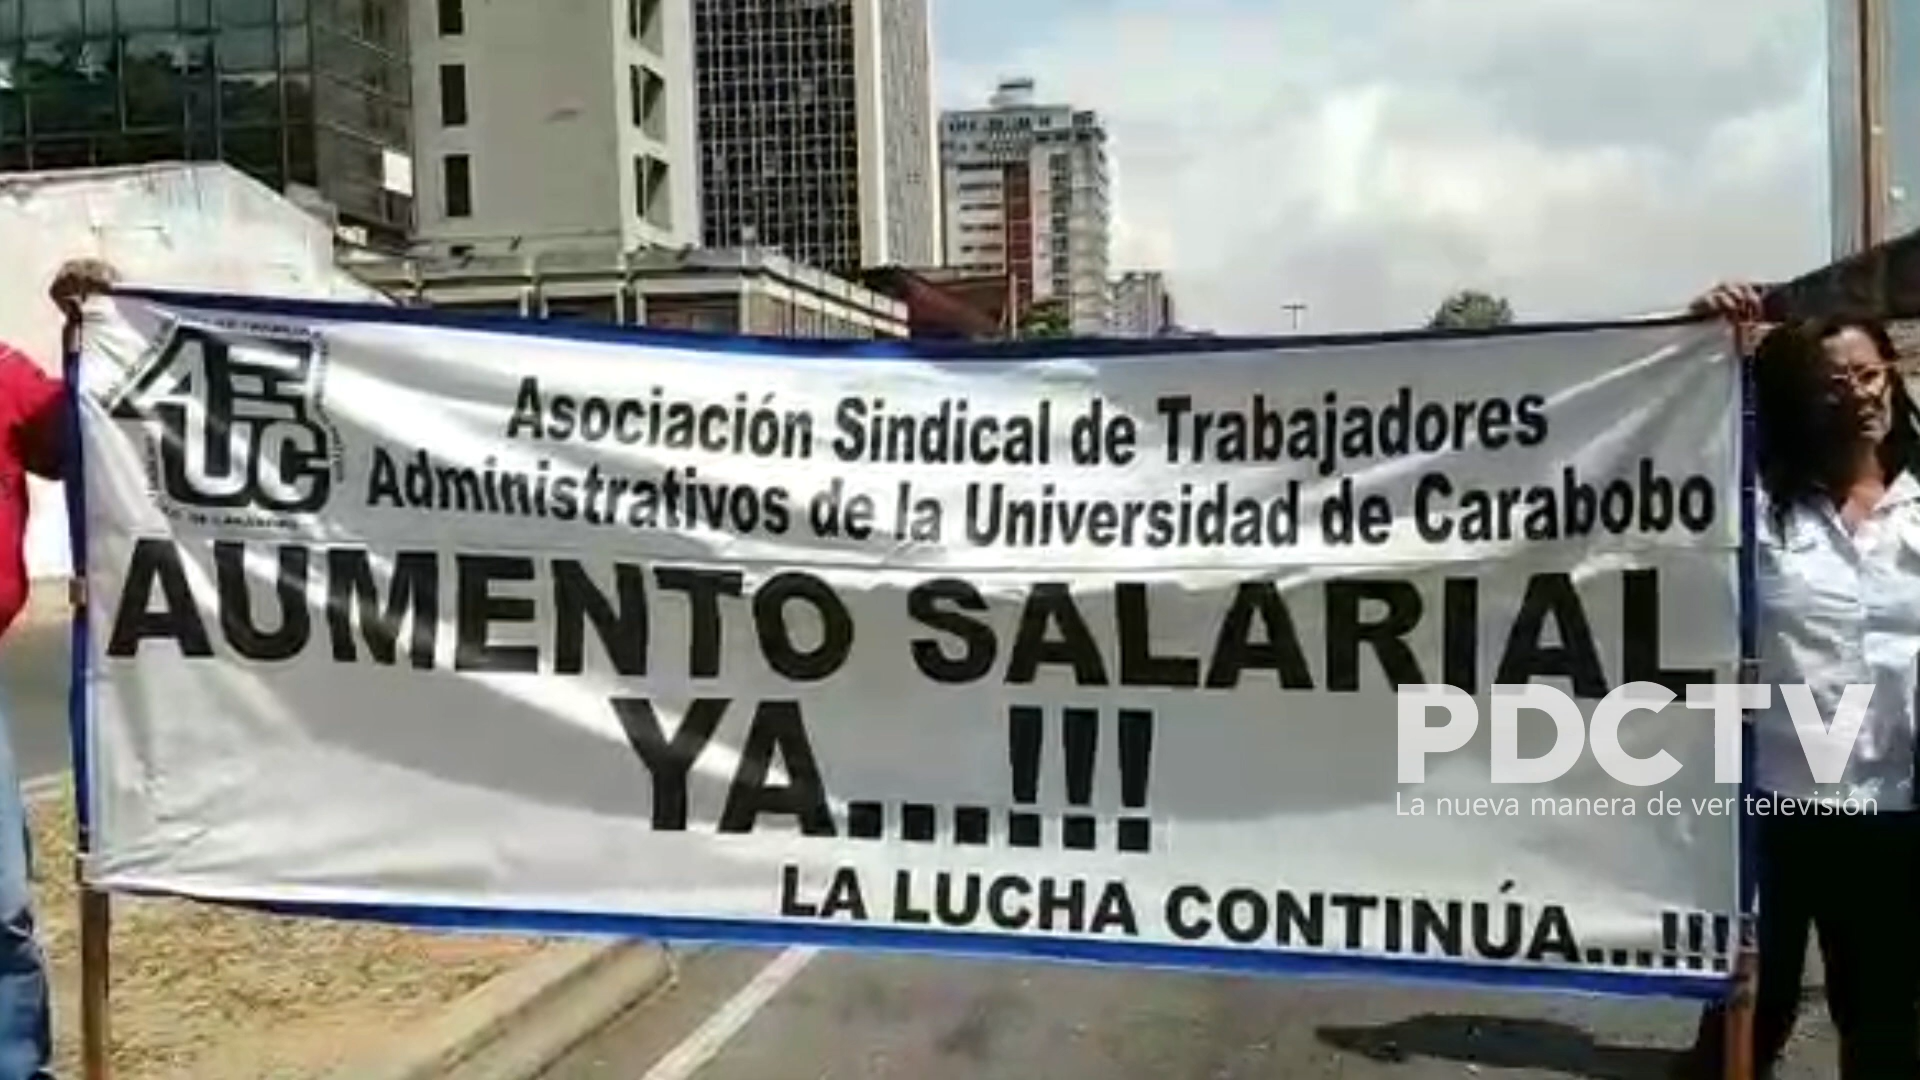 AEUC
Asociación Sindical de Trabajadores
Administrativos de la Universidad de Carabobo
AUMENTO SALARIAL
YA...!!!
LA LUCHA CONTINÚA...!!!
PDCTV
La nueva manera de ver televisión